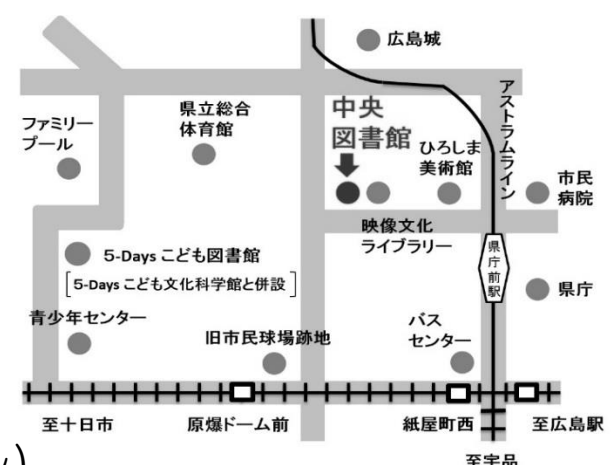 広島城
アストラムライン
ファミリー
プール
県立総合
体育館
中央
図書館
ひろしま
美術館
市民
病院
映像文化
ライブラリー
県庁前駅
5-Days こども図書館
[5-Days こども文化科学館と併設]
県庁
青少年センター
旧市民球場跡地
バス
センター
至十日市
原爆ドーム前
紙屋町西
至広島駅
至宇品